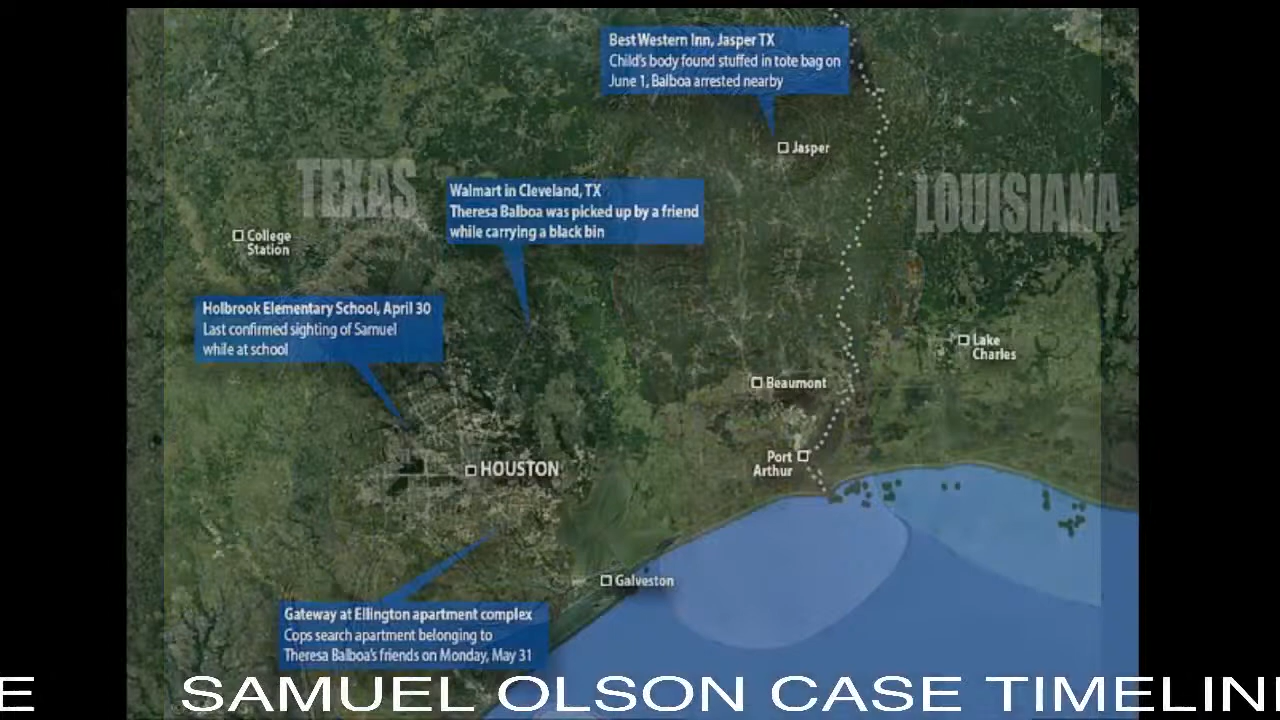 Best Western Inn, Jasper TX
Child's body found stuffed in tote bag on
June 1, Balboa arrested nearby
Jasper
TEXAS
LOUISIANA
Walmart in Cleveland, TX
Theresa Balboa was picked up by a friend
while carrying a black bin
College
Station
Holbrook Elementary School, April 30
Last confirmed sighting of Samuel
while at school
Lake
Charles
Beaumont
Port
Arthur
HOUSTON
Galveston
Gateway at Ellington apartment complex
Cops search apartment belonging to
Theresa Balboa's friends on Monday, May 31
E SAMUEL OLSON CASE TIMELIN